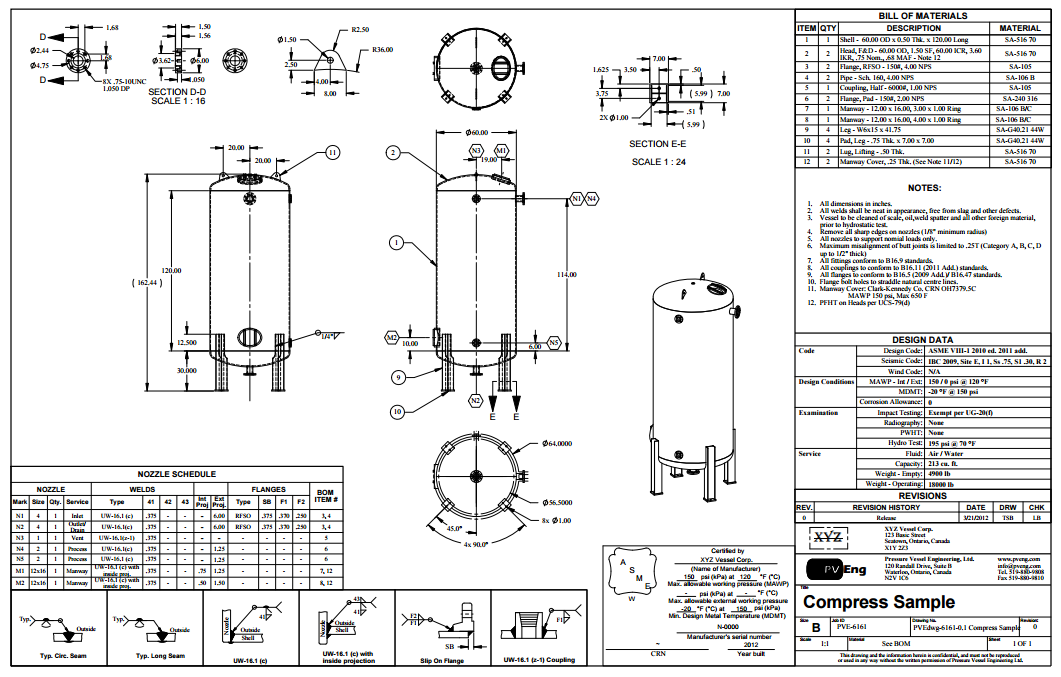 1.68
D
Ø2.44
1.68
Ø4.75
D
8X .75-10UNC
1.050 DP
1.50
1.56
Ø3.62
Ø6.00
.050
SECTION D-D
SCALE 1 : 16
R2.50
Ø1.50
R36.00
2.50
4.00
8.00
7.00
1.625
3.50
.50
3.75
( 5.99 )
7.00
2X Ø1.00
.51
( 5.99 )
SECTION E-E
SCALE 1 : 24
20.00
20.00
11
120.00
( 162.44 )
12.500
30.000
1/4"
Ø60.00
N3
M1
19.00
2
N1
N4
1
114.00
M2
10.00
6.00
N5
9
10
N2
E
E
Ø64.0000
Ø56.5000
8x Ø1.00
45.0°
4x 90.0°
BILL OF MATERIALS
ITEM QTY DESCRIPTION MATERIAL
1 1 Shell - 60.00 OD x 0.50 Thk. x 120.00 Long SA-516 70
2 2 Head, F&D - 60.00 OD, 1.50 SF, 60.00 ICR, 3.60 IKR, .75 Nom., .68 MAF - Note 12 SA-516 70
3 2 Flange, RFSO - 150#, 4.00 NPS SA-105
4 2 Pipe - Sch. 160, 4.00 NPS SA-106 B
5 1 Coupling, Half - 6000#, 1.00 NPS SA-105
6 2 Flange, Pad - 150#, 2.00 NPS SA-240 316
7 1 Manway - 12.00 x 16.00, 3.00 x 1.00 Ring SA-106 B/C
8 1 Manway - 12.00 x 16.00, 4.00 x 1.00 Ring SA-106 B/C
9 4 Leg - W6x15 x 41.75 SA-G40.21 44W
10 4 Pad, Leg - .75 Thk. x 7.00 x 7.00 SA-G40.21 44W
11 2 Lug, Lifting - .50 Thk. SA-516 70
12 2 Manway Cover, .25 Thk. (See Note 11/12) SA-516 70
NOTES:
1. All dimensions in inches.
2. All welds shall be neat in appearance, free from slag and other defects.
3. Vessel to be cleaned of scale, oil,weld spatter and all other foreign material,
prior to hydrostatic test.
4. Remove all sharp edges on nozzles (1/8" minimum radius)
5. All nozzles to support nomial loads only.
6. Maximum misalignment of butt joints is limited to .25T (Category A, B, C, D
up to 1/2" thick)
7. All fittings conform to B16.9 standards.
8. All couplings to conform to B16.11 (2011 Add.) standards.
9. All flanges to conform to B16.5 (2009 Add.)/ B16.47 standards.
10. Flange bolt holes to straddle natural centre lines.
11. Manway Cover: Clark-Kennedy Co. CRN OH7379.5C
MAWP 150 psi, Max 650 F
12. PFHT on Heads per UCS-79(d)
DESIGN DATA
Code Design Code: ASME VIII-1 2010 ed. 2011 add.
Seismic Code: IBC 2009, Site E, I 1, Ss .75, S1 .30, R 2
Wind Code: N/A
Design Conditions MAWP - Int / Ext: 150 / 0 psi @ 120 °F
MDMT: -20 °F @ 150 psi
Corrosion Allowance: 0
Examination Impact Testing: Exempt per UG-20(f)
Radiography: None
PWHT: None
Hydro Test: 195 psi @ 70 °F
Service Fluid: Air / Water
Capacity: 213 cu. ft.
Weight - Empty: 4900 lb
Weight - Operating: 18000 lb
REVISIONS
REV. REVISION HISTORY DATE DRW CHK
0 Release 3/21/2012 TSB LB
XYZ
XYZ Vessel Corp.
123 Basic Street
Seatown, Ontario, Canada
X1Y 2Z3
PVEng
Pressure Vessel Engineering, Ltd. www.pveng.com
120 Randall Drive, Suite B info@pveng.com
Waterloo, Ontario, Canada Tel. 519-880-9808
N2V 1C6 Fax 519-880-9810
Title
Compress Sample
Size B Job ID PVE-6161 Drawing No. PVEdwg-6161-0.1 Compress Sample Revision: 0
Scale 1:1 Material See BOM Sheet 1 OF 1
This drawing and the information herein is confidential, and must not be reproduced
or used in any way without the written permission of Pressure Vessel Engineering Ltd.
NOZZLE SCHEDULE
NOZZLE WELDS FLANGES BOM ITEM #
Mark Size Qty. Service Type 41 42 43 Int Proj Ext Proj. Type SB F1 F2
N1 4 1 Inlet UW-16.1 (c) .375 - - - 6.00 RFSO .375 .370 .250 3, 4
N2 4 1 Outlet/ Drain UW-16.1(c) .375 - - - 6.00 RFSO .375 .370 .250 3, 4
N3 1 1 Vent UW-16.1(z-1) .375 - - - - - - - - 5
N4 2 1 Process UW-16.1(c) .375 - - - 1.25 - - - - 6
N5 2 1 Process UW-16.1 (c) .375 - - - 1.25 - - - - 6
M1 12x16 1 Manway UW-16.1 (c) with inside proj. .375 - - .75 1.25 - - - - 7, 12
M2 12x16 1 Manway UW-16.1 (c) with inside proj. .375 - - .50 1.50 - - - - 8, 12
Typ.
Outside
Typ. Circ. Seam
Typ.
Outside
Typ. Long Seam
Nozzle
41
Outside
Shell
UW-16.1 (c)
Nozzle
43
41
Outside
Shell
UW-16.1 (c) with
inside projection
F2
F1
SB
Slip On Flange
F1
UW-16.1 (z-1) Coupling
A
S
M
E
W
Certified by
XYZ Vessel Corp.
(Name of Manufacturer)
150 psi (kPa) at 120 °F (°C)
Max. allowable working pressure (MAWP)
- psi (kPa) at - °F (°C)
Max. allowable external working pressure
-20 °F (°C) at 150 psi (kPa)
Min. Design Metal Temperature (MDMT)
N-0000
Manufacturer's serial number
-
CRN
2012
Year built